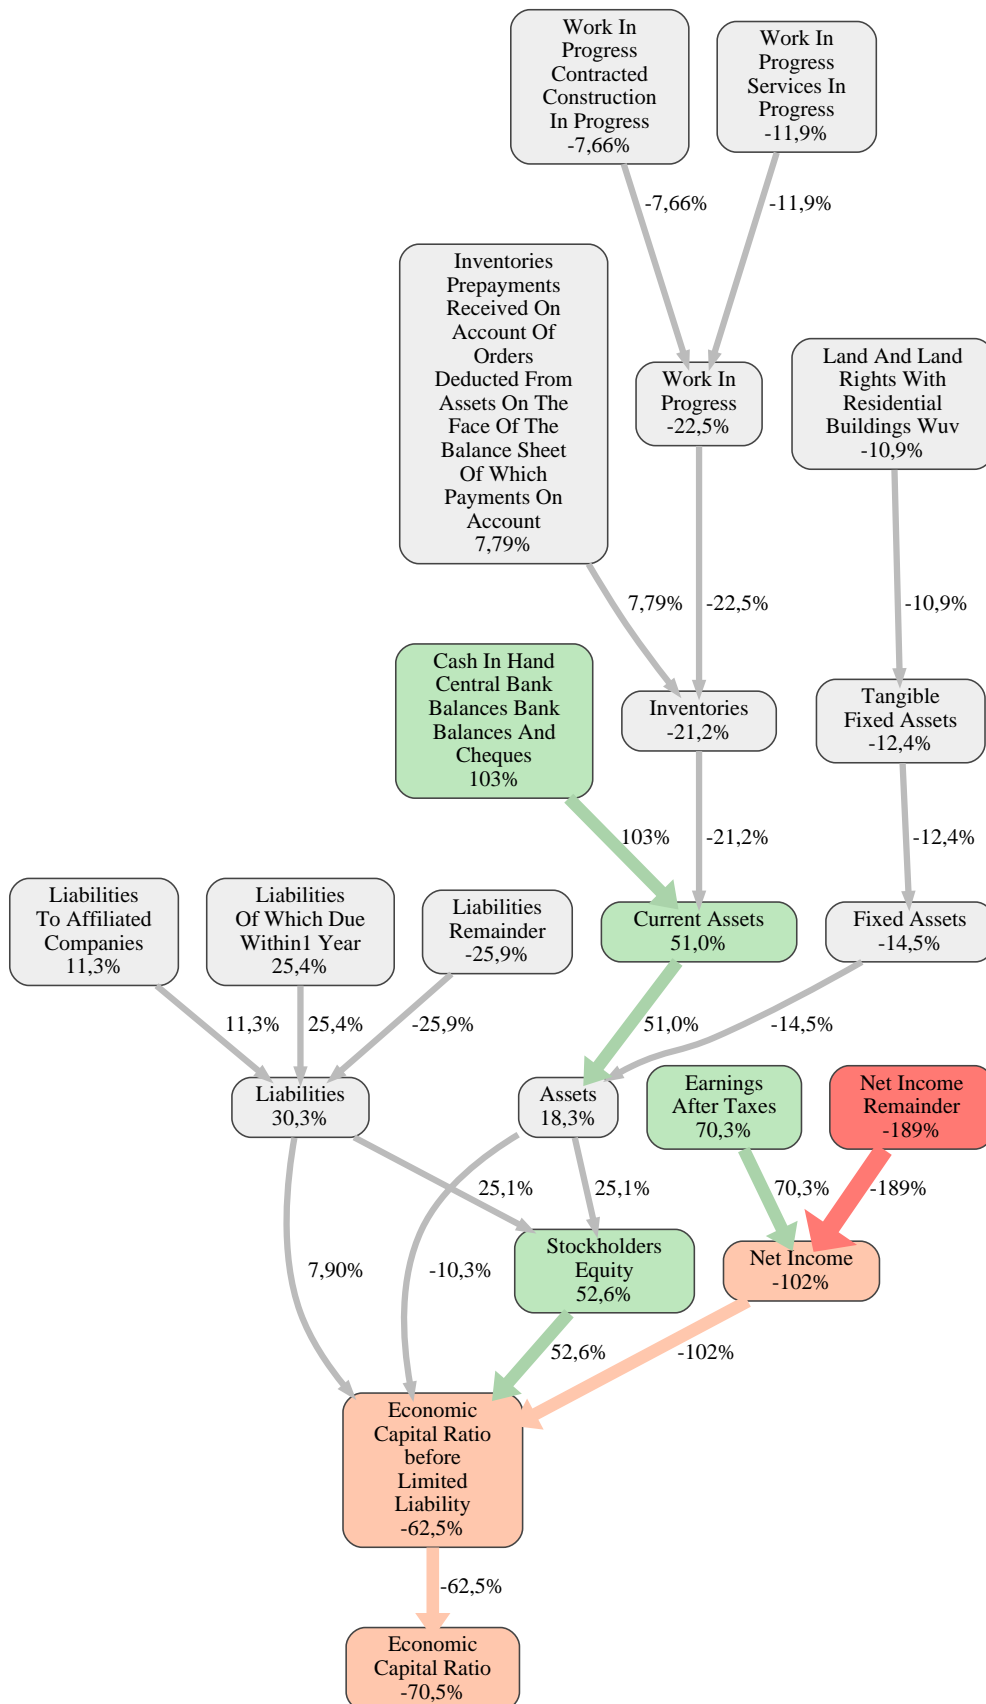 Work In
Progress
Contracted
Construction
In Progress
-7,66%
Work In
Progress
Services In
Progress
-11,9%
-7,66%
-11,9%
Inventories
Prepayments
Received On
Account Of
Orders
Deducted From
Assets On The
Face Of The
Balance Sheet
Of Which
Payments On
Account
7,79%
Work In
Progress
-22,5%
Land And Land
Rights With
Residential
Buildings Wuv
-10,9%
7,79%
-22,5%
-10,9%
Cash In Hand
Central Bank
Balances Bank
Balances And
Cheques
103%
Inventories
-21,2%
Tangible
Fixed Assets
-12,4%
103%
-21,2%
-12,4%
Liabilities
To Affiliated
Companies
11,3%
Liabilities
Of Which Due
Within1 Year
25,4%
Liabilities
Remainder
-25,9%
Current Assets
51,0%
Fixed Assets
-14,5%
11,3%
25,4%
-25,9%
51,0%
-14,5%
Liabilities
30,3%
Assets
18,3%
Earnings
After Taxes
70,3%
Net Income
Remainder
-189%
25,1%
25,1%
70,3%
-189%
7,90%
-10,3%
Stockholders
Equity
52,6%
Net Income
-102%
52,6%
-102%
Economic
Capital Ratio
before
Limited
Liability
-62,5%
-62,5%
Economic
Capital Ratio
-70,5%